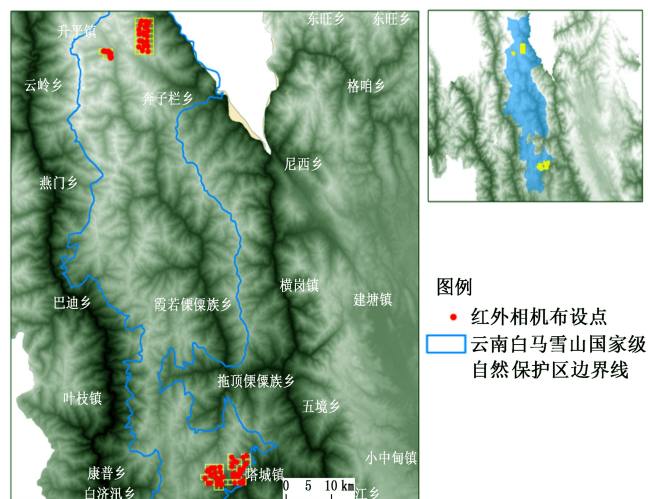 东旺乡 东旺乡
升平镇
云岭乡
奔子栏乡
格咱乡
尼西乡
燕门乡
横岗镇
巴迪乡
霞若傈僳族乡
建塘镇
拖顶傈僳族乡
叶枝镇
五境乡
小中甸镇
康普乡
塔城镇
白济汛乡
江乡
0 5 10 km
图例
红外相机布设点
云南白马雪山国家级
自然保护区边界线